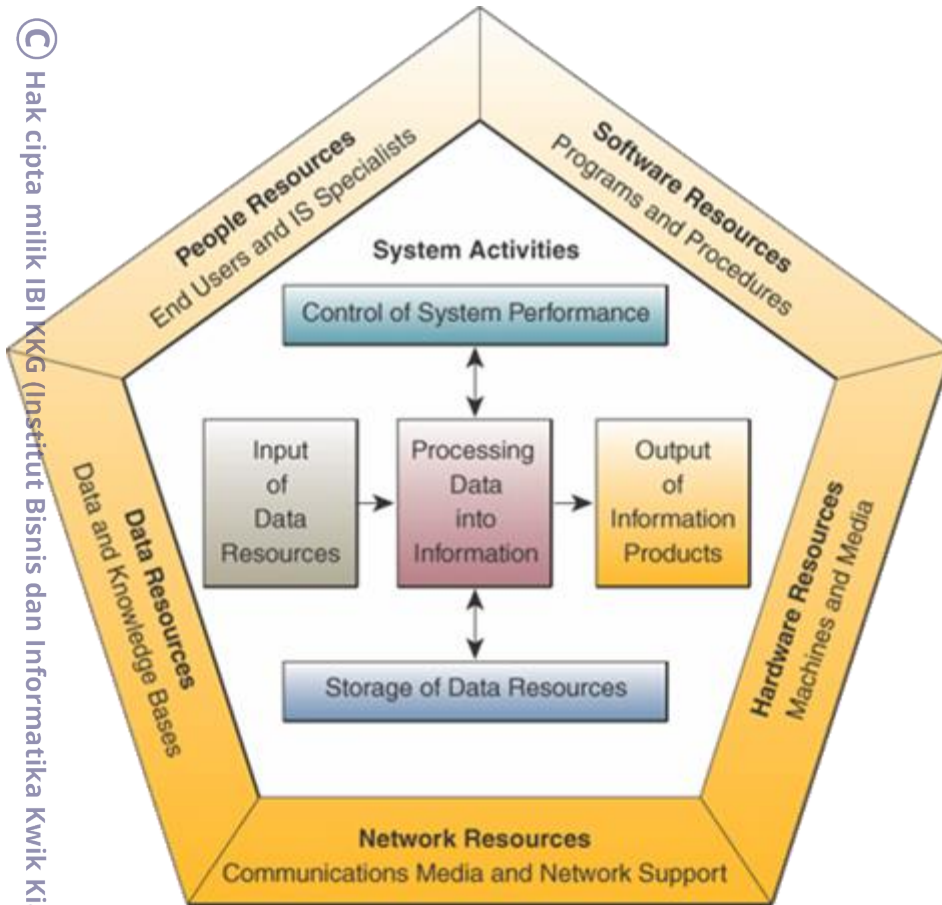 © Hak cipta milik IBI KKG (Institut Bisnis dan Informatika Kwik Ki
People Resources
End Users and IS Specialists
Software Resources
Programs and Procedures
System Activities
Control of System Performance
Input
of
Data
Resources
Processing
Data
into
Information
Output
of
Information
Products
Storage of Data Resources
Data Resources
Data and Knowledge Bases
Hardware Resources
Machines and Media
Network Resources
Communications Media and Network Support